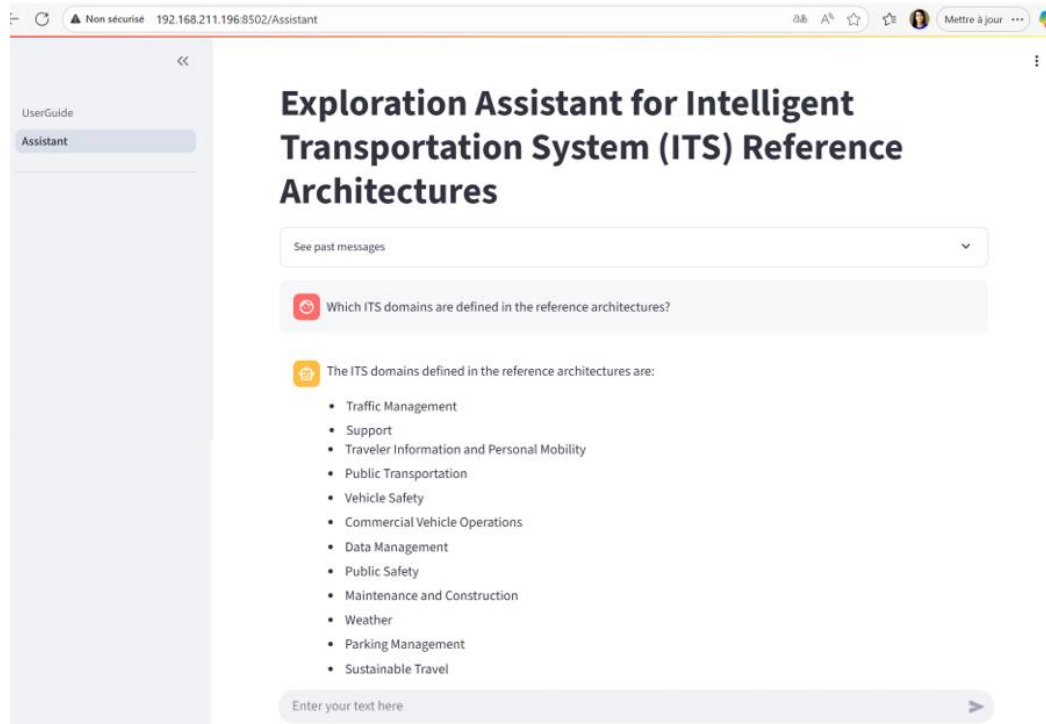 Non sécurisé 192.168.211.196:8502/Assistant
Mettre à jour
UserGuide
Assistant
Exploration Assistant for Intelligent
Transportation System (ITS) Reference
Architectures
See past messages
Which ITS domains are defined in the reference architectures?
The ITS domains defined in the reference architectures are:
• Traffic Management
• Support
• Traveler Information and Personal Mobility
• Public Transportation
• Vehicle Safety
• Commercial Vehicle Operations
• Data Management
• Public Safety
• Maintenance and Construction
• Weather
• Parking Management
• Sustainable Travel
Enter your text here